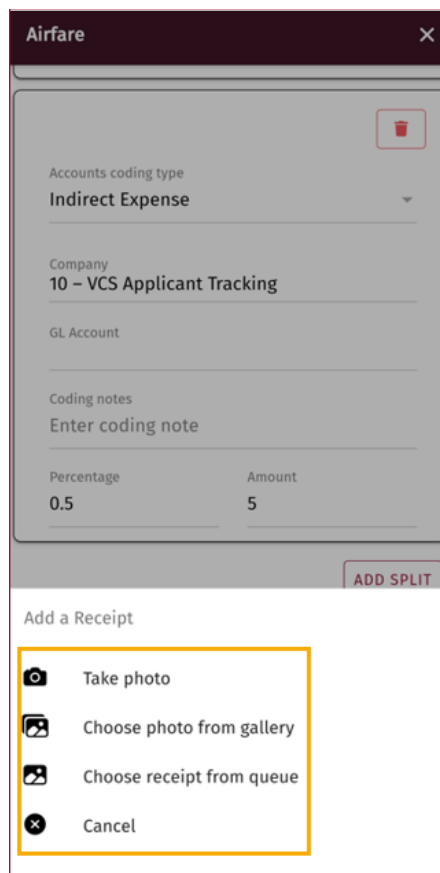 Airfare
Accounts coding type
Indirect Expense
Company
10 – VCS Applicant Tracking
GL Account
Coding notes
Enter coding note
Percentage Amount
0.5 5
ADD SPLIT
Add a Receipt
Take photo
Choose photo from gallery
Choose receipt from queue
Cancel